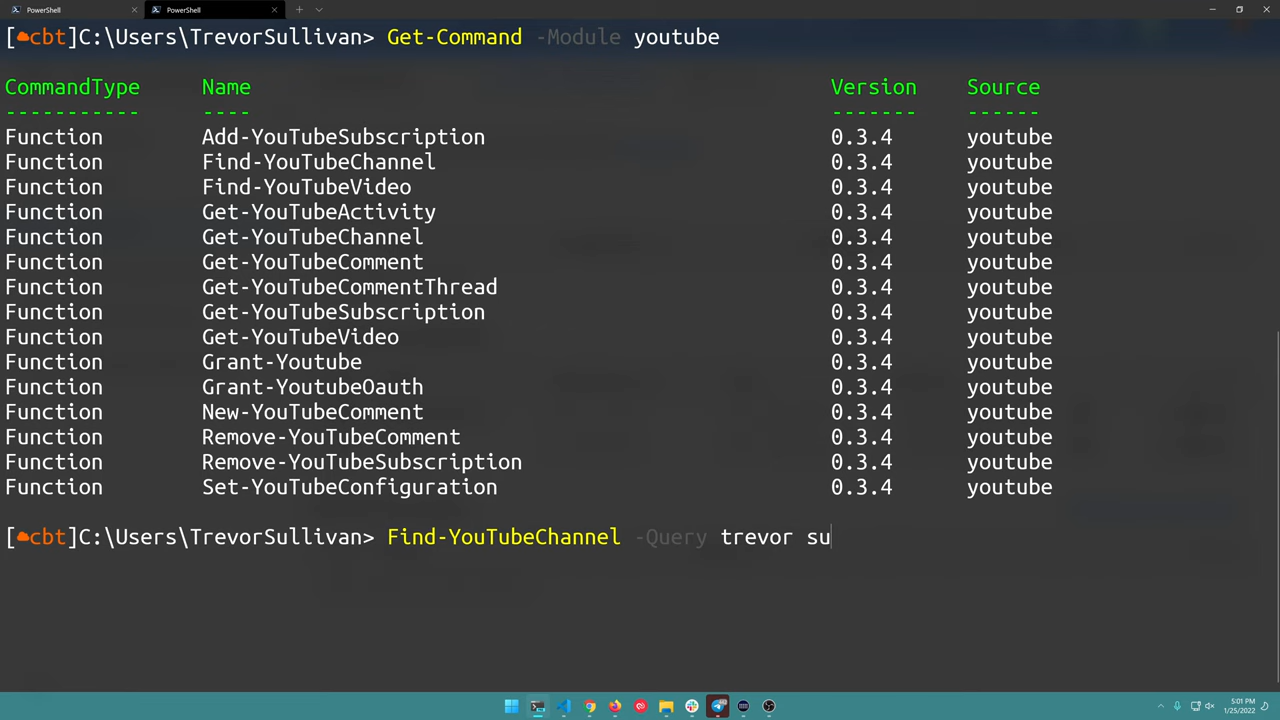 PowerShell PowerShell
[cbt]C:\Users\TrevorSullivan> Get-Command -Module youtube
CommandType Name Version Source
----------- ---- ------- ------
Function Add-YouTubeSubscription 0.3.4 youtube
Function Find-YouTubeChannel 0.3.4 youtube
Function Find-YouTubeVideo 0.3.4 youtube
Function Get-YouTubeActivity 0.3.4 youtube
Function Get-YouTubeChannel 0.3.4 youtube
Function Get-YouTubeComment 0.3.4 youtube
Function Get-YouTubeCommentThread 0.3.4 youtube
Function Get-YouTubeSubscription 0.3.4 youtube
Function Get-YouTubeVideo 0.3.4 youtube
Function Grant-Youtube 0.3.4 youtube
Function Grant-YoutubeOauth 0.3.4 youtube
Function New-YouTubeComment 0.3.4 youtube
Function Remove-YouTubeComment 0.3.4 youtube
Function Remove-YouTubeSubscription 0.3.4 youtube
Function Set-YouTubeConfiguration 0.3.4 youtube
[cbt]C:\Users\TrevorSullivan> Find-YouTubeChannel -Query trevor su
5:01 PM
1/25/2022